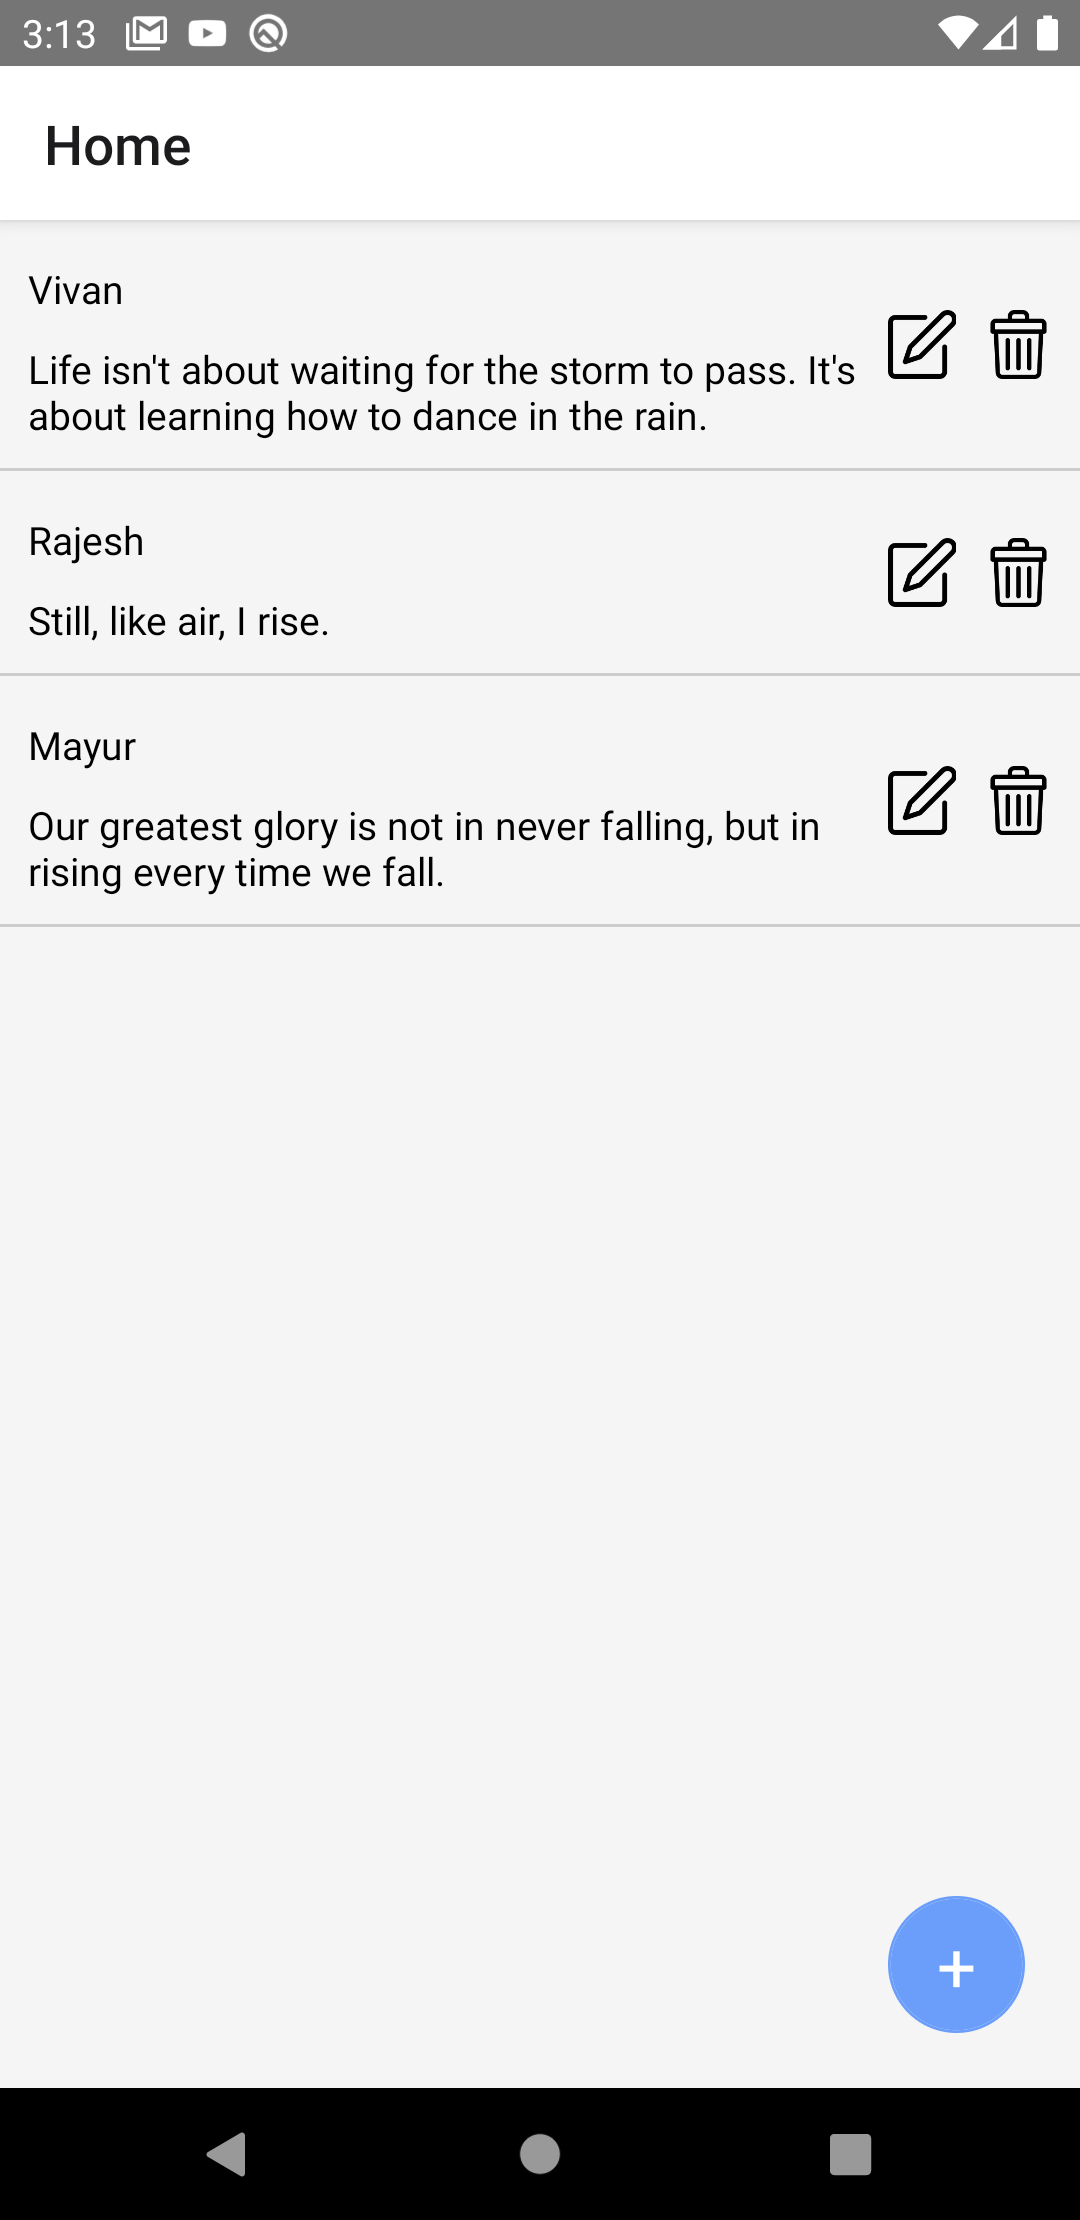 3:13
Home
Vivan
Life isn't about waiting for the storm to pass. It's
about learning how to dance in the rain.
Rajesh
Still, like air, I rise.
Mayur
Our greatest glory is not in never falling, but in
rising every time we fall.
+